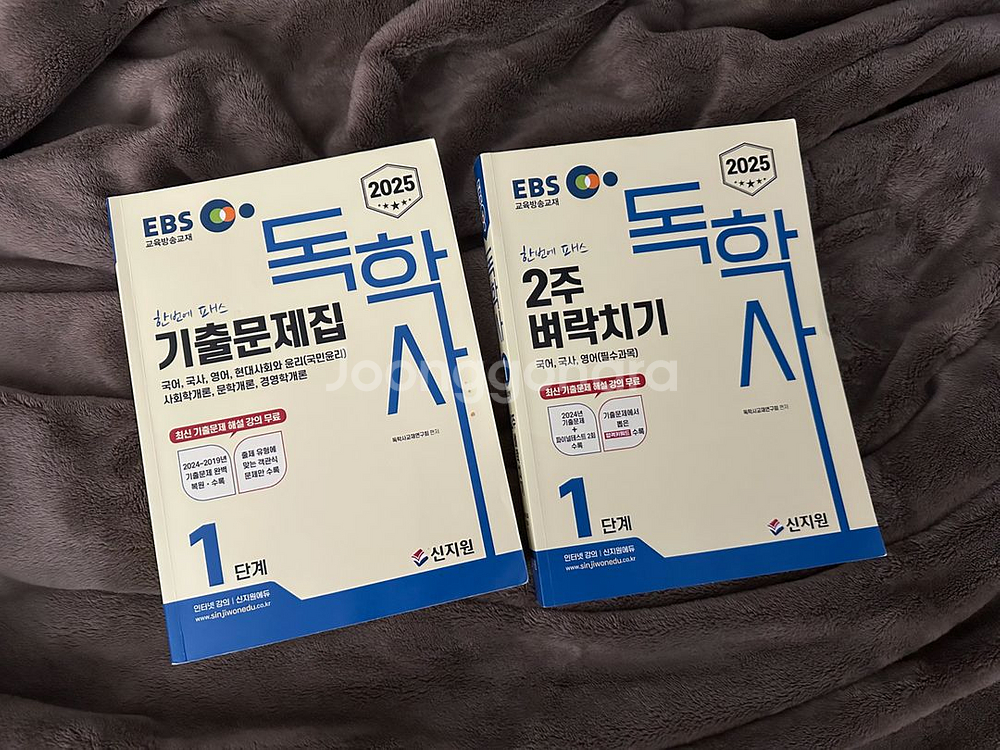 EBS
교육방송교재
2025
독학사
한번에 패스
기출문제집
국어, 국사, 영어, 현대사회와 윤리(국민윤리)
사회학개론, 문학개론, 경영학개론
최신 기출문제 해설 강의 무료
2024~2019년
기출문제 완벽
복원·수록
출제 유형에
맞는 객관식
문제만 수록
독학사교재연구회 편저
1단계
신지원
인터넷 강의 | 신지원에듀
www.sinjiwonedu.co.kr
EBS
교육방송교재
2025
독학사
한번에 패스
2주
벼락치기
국어, 국사, 영어(필수과목)
최신 기출문제 해설 강의 무료
2024년
기출문제
+
파이널테스트 2회
수록
기출문제에서
뽑은
합격키워드 수록
독학사교재연구회 편저
1단계
신지원
인터넷 강의 | 신지원에듀
www.sinjiwonedu.co.kr
Joonggonara